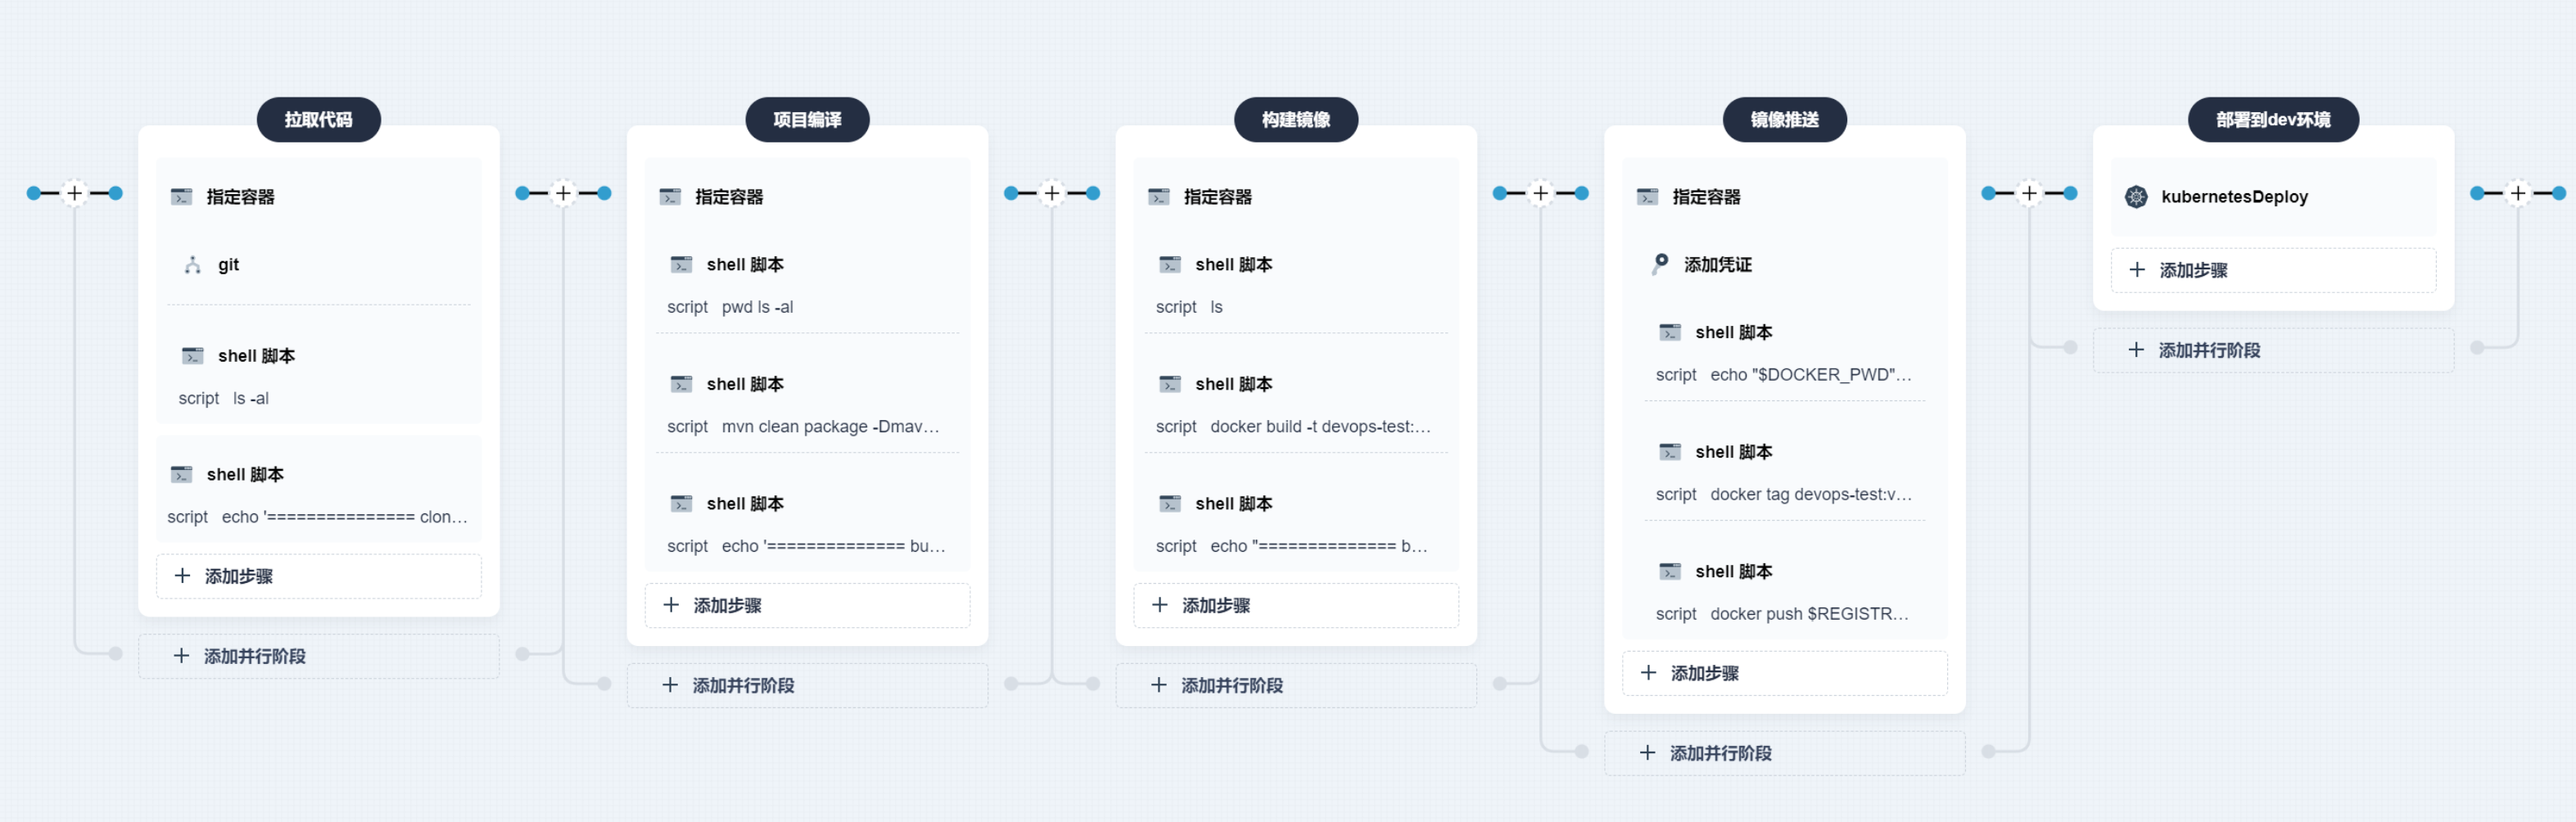 拉取代码
指定容器
git
shell 脚本
script ls -al
shell 脚本
script echo '=============== clon...
添加步骤
添加并行阶段
项目编译
指定容器
shell 脚本
script pwd ls -al
shell 脚本
script mvn clean package -Dmav...
shell 脚本
script echo '============== bu...
添加步骤
添加并行阶段
构建镜像
指定容器
shell 脚本
script ls
shell 脚本
script docker build -t devops-test:...
shell 脚本
script echo "============== b...
添加步骤
添加并行阶段
镜像推送
指定容器
添加凭证
shell 脚本
script echo "$DOCKER_PWD"...
shell 脚本
script docker tag devops-test:v...
shell 脚本
script docker push $REGISTR...
添加步骤
添加并行阶段
部署到dev环境
kubernetesDeploy
添加步骤
添加并行阶段